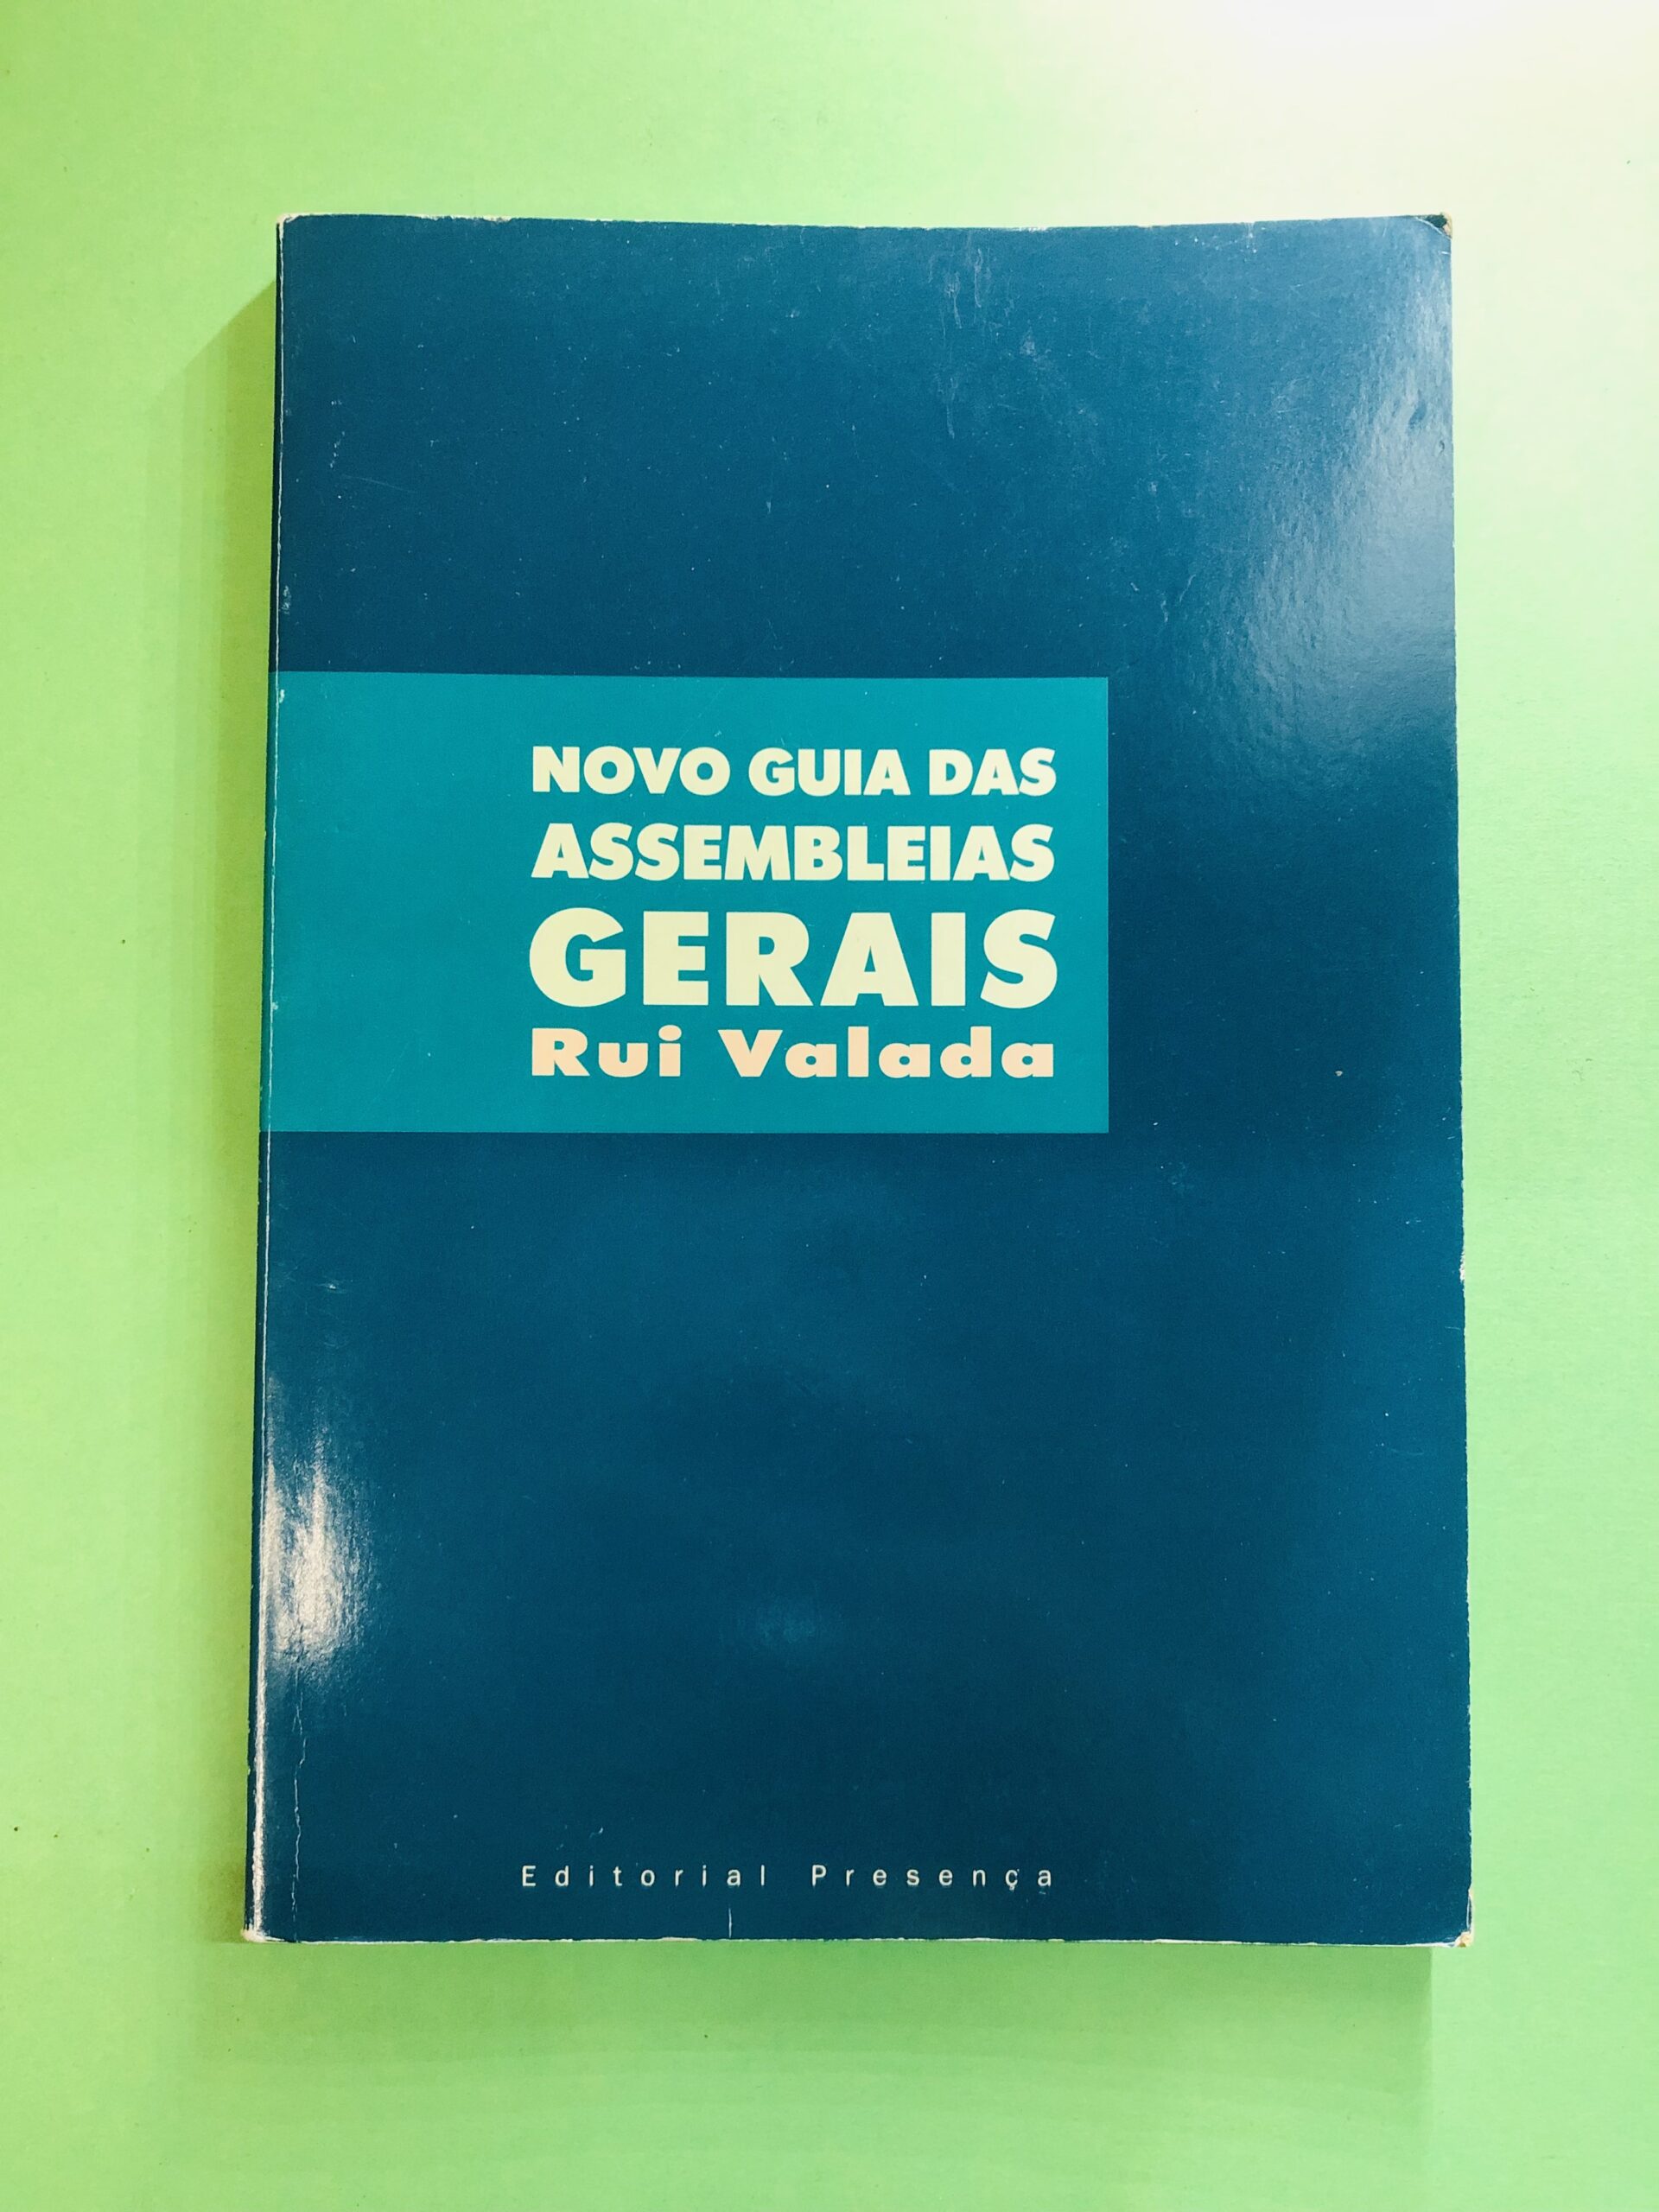 NOVO GUIA DAS
ASSEMBLEIAS
GERAIS
Rui Valada
Editorial Presença